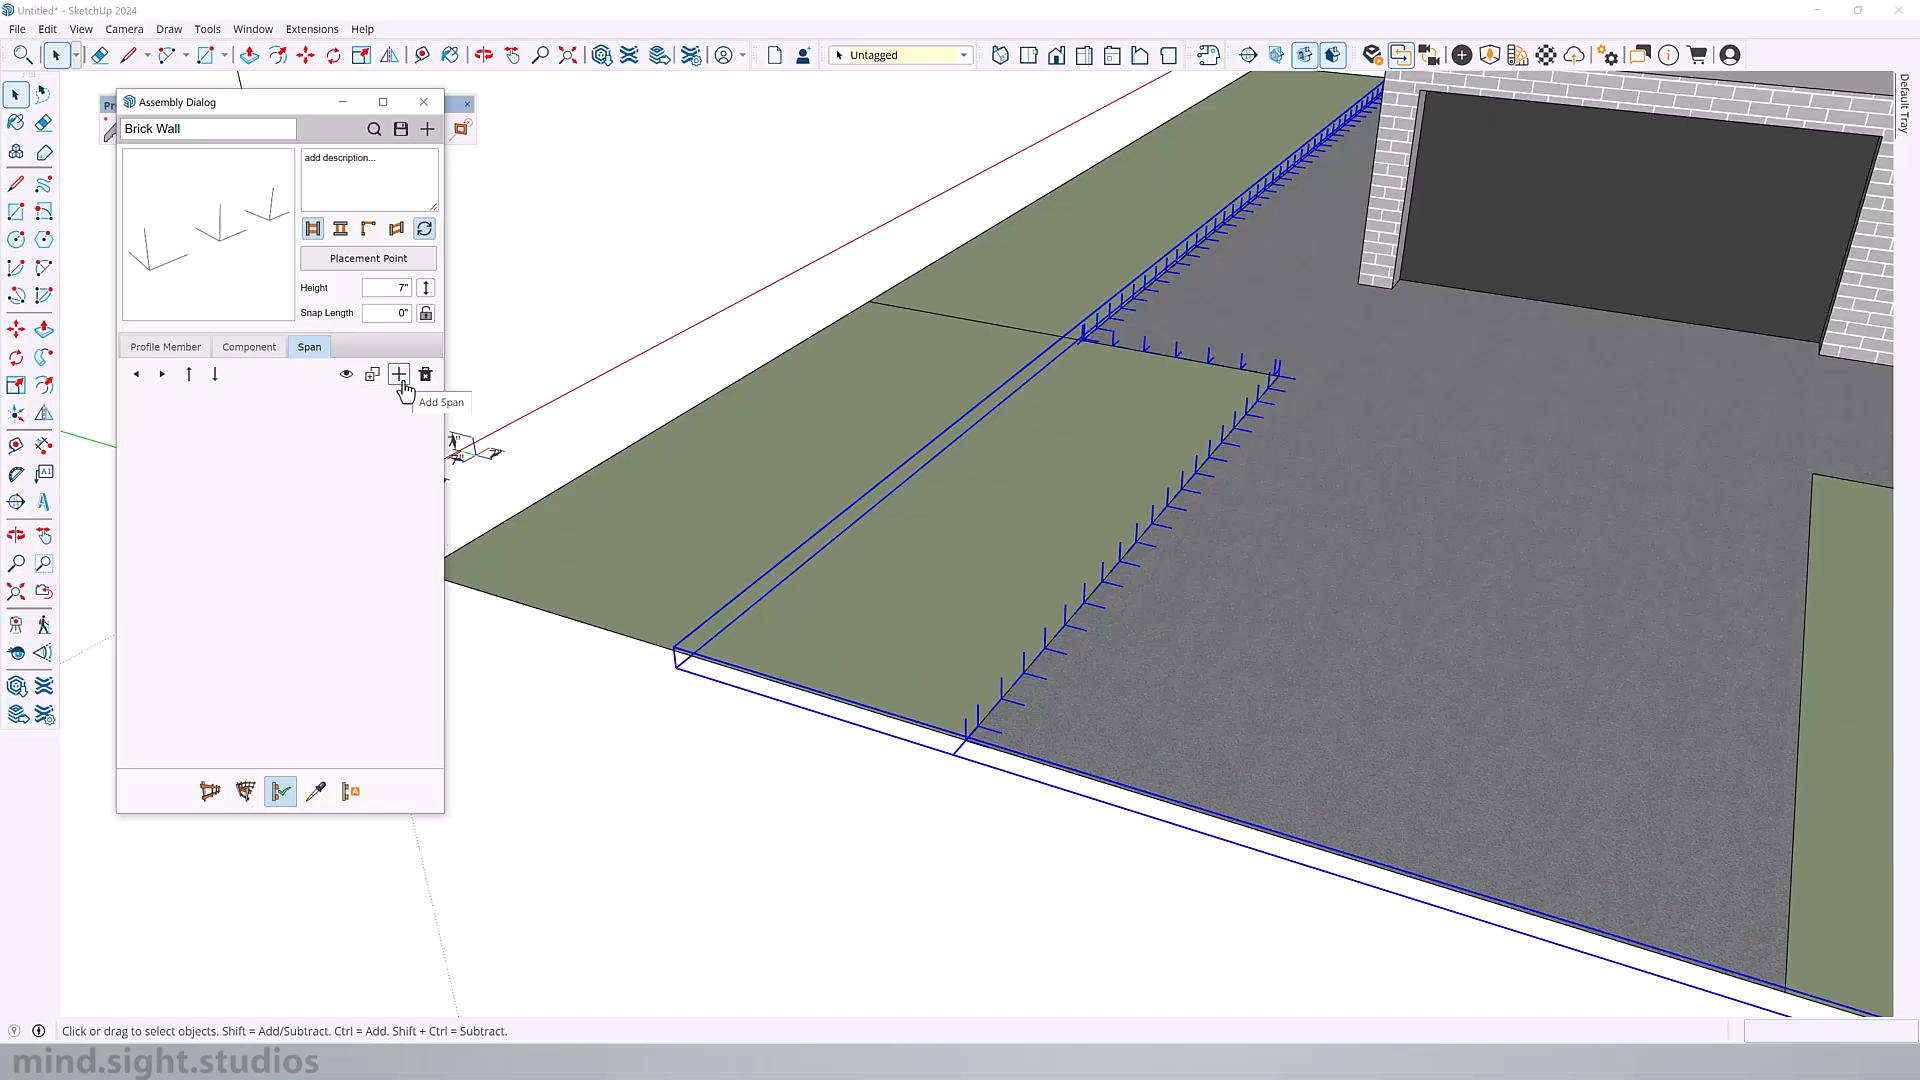 Untitled* - SketchUp 2024
File Edit View Camera Draw Tools Window Extensions Help
Untagged
Default Tray
Assembly Dialog
Brick Wall
add description...
Placement Point
Height 7"
Snap Length 0"
Profile Member Component Span
Add Span
Click or drag to select objects. Shift = Add/Subtract. Ctrl = Add. Shift + Ctrl = Subtract.
mind.sight.studios